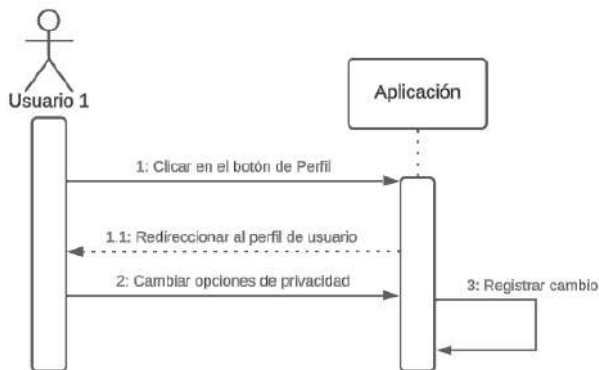 Usuario 1
Aplicación
1: Clicar en el botón de Perfil
1.1: Redireccionar al perfil de usuario
2: Cambiar opciones de privacidad
3: Registrar cambio